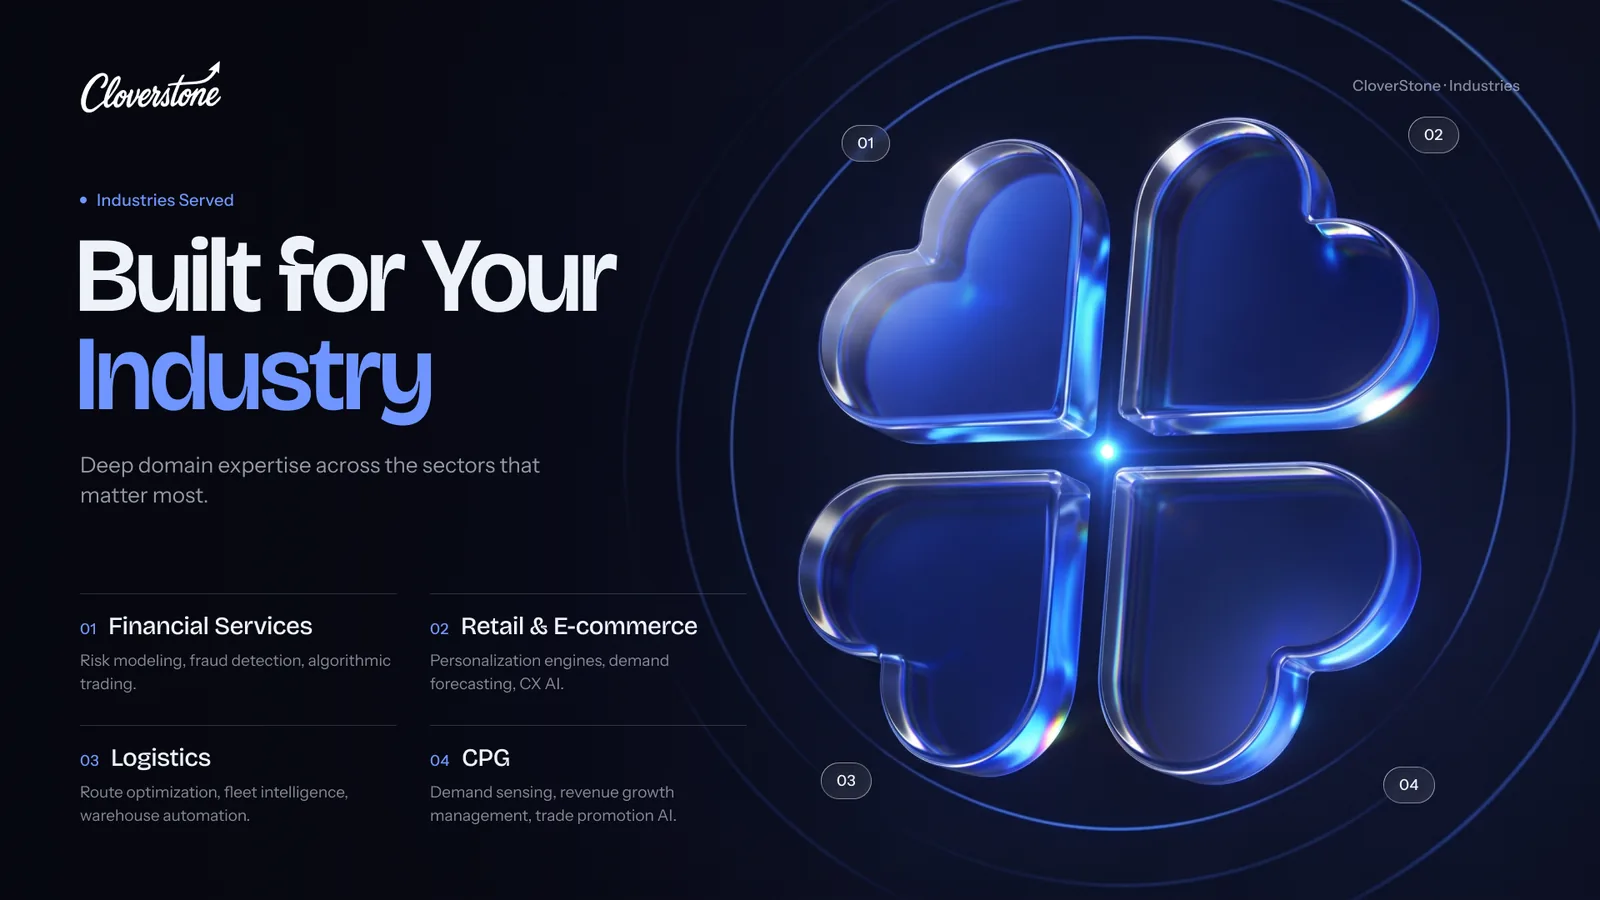 Cloverstone
CloverStone · Industries
Industries Served
Built for Your
Industry
Deep domain expertise across the sectors that
matter most.
01 Financial Services
Risk modeling, fraud detection, algorithmic
trading.
02 Retail & E-commerce
Personalization engines, demand
forecasting, CX AI.
03 Logistics
Route optimization, fleet intelligence,
warehouse automation.
04 CPG
Demand sensing, revenue growth
management, trade promotion AI.
01
02
03
04